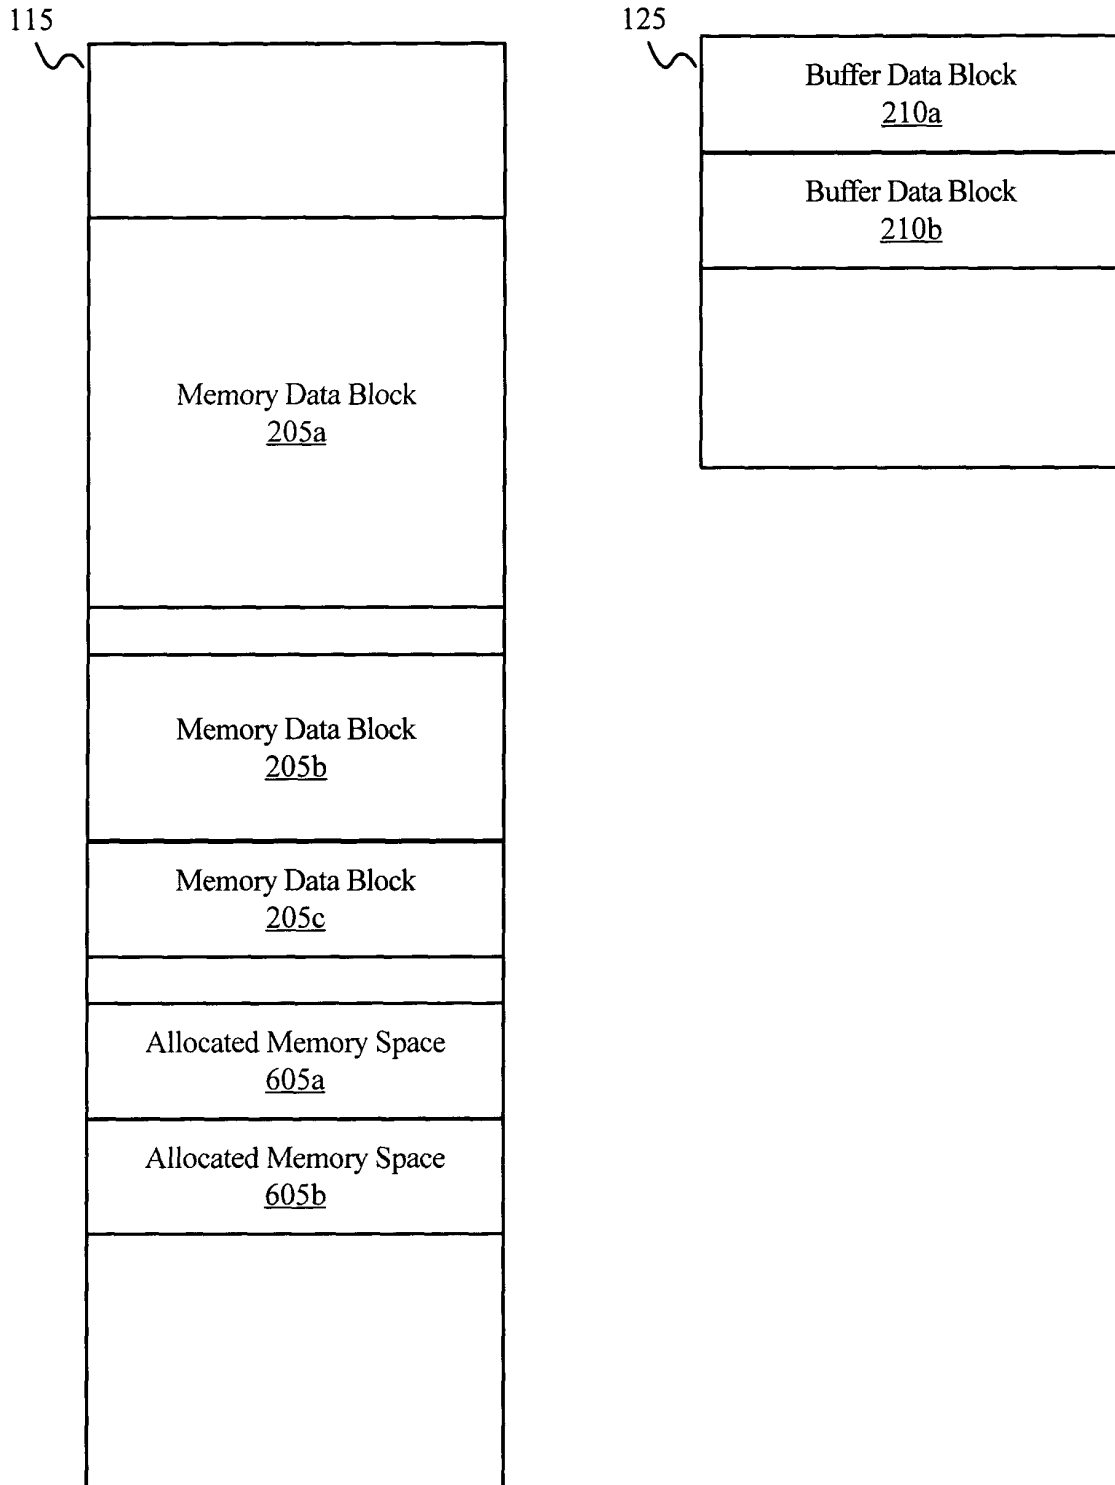 115
Memory Data Block
205a
Memory Data Block
205b
Memory Data Block
205c
Allocated Memory Space
605a
Allocated Memory Space
605b
125
Buffer Data Block
210a
Buffer Data Block
210b